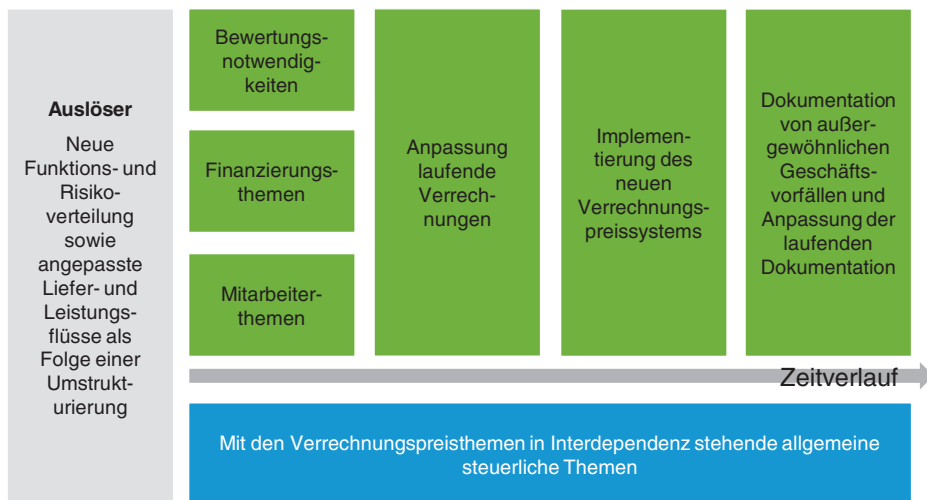 Auslöser
Neue
Funktions- und
Risiko-
verteilung
sowie
angepasste
Liefer- und
Leistungs-
flüsse als
Folge einer
Umstrukt-
urierung
Bewertungs-
notwendig-
keiten
Finanzierungs-
themen
Mitarbeiter-
themen
Anpassung
laufende
Verrech-
nungen
Implemen-
tierung des
neuen
Verrechnungs-
preissystems
Dokumentation
von außer-
gewöhnlichen
Geschäfts-
vorfällen und
Anpassung der
laufenden
Dokumentation
Zeitverlauf
Mit den Verrechnungspreisthemen in Interdependenz stehende allgemeine
steuerliche Themen